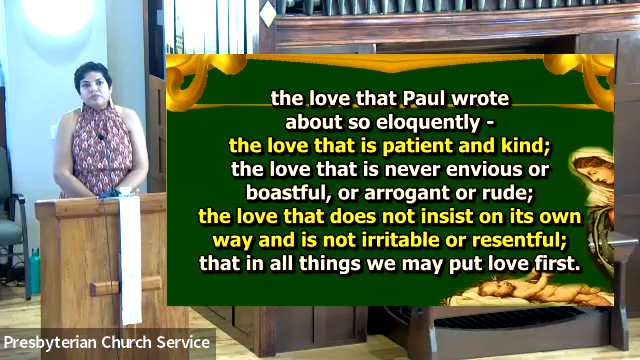 the love that Paul wrote
about so eloquently -
the love that is patient and kind;
the love that is never envious or
boastful, or arrogant or rude;
the love that does not insist on its own
way and is not irritable or resentful;
that in all things we may put love first.
Presbyterian Church Service